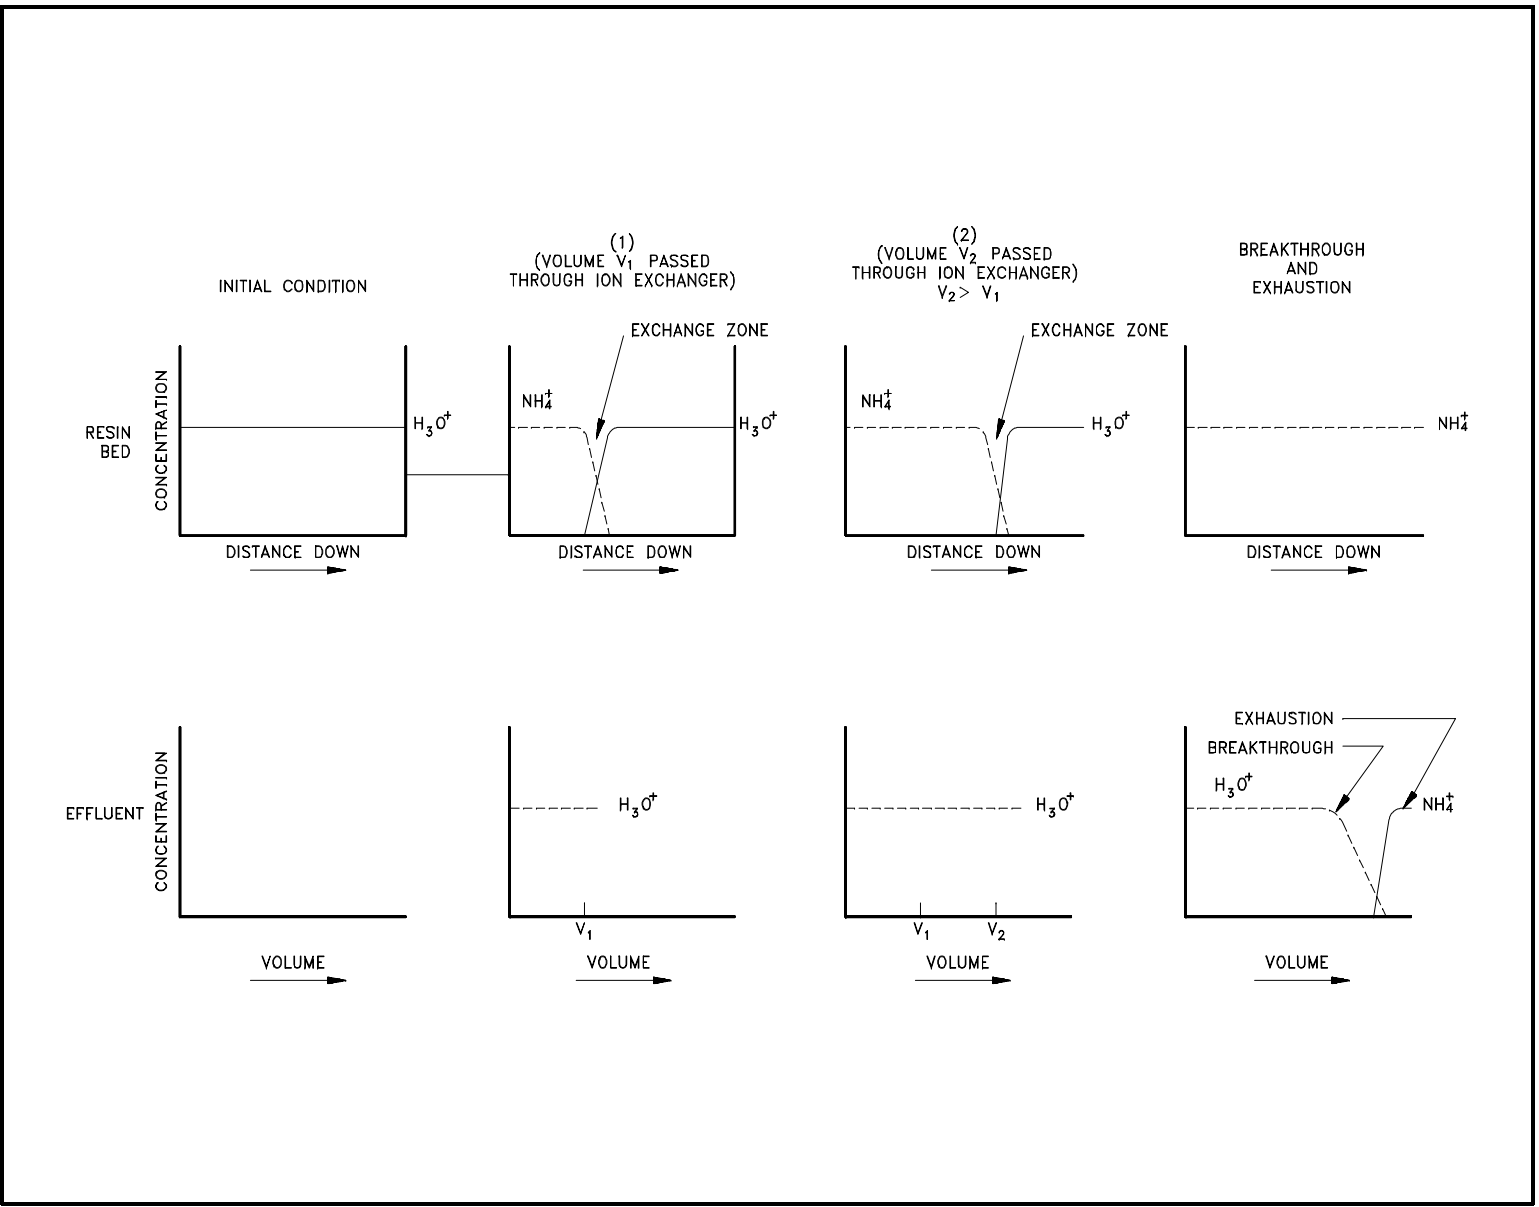 INITIAL CONDITION
(1)
(VOLUME V₁ PASSED
THROUGH ION EXCHANGER)
(2)
(VOLUME V₂ PASSED
THROUGH ION EXCHANGER)
V₂> V₁
BREAKTHROUGH
AND
EXHAUSTION
RESIN
BED
CONCENTRATION
H₃O⁺
DISTANCE DOWN
EXCHANGE ZONE
NH₄⁺
H₃O⁺
DISTANCE DOWN
EXCHANGE ZONE
NH₄⁺
H₃O⁺
DISTANCE DOWN
NH₄⁺
DISTANCE DOWN
EFFLUENT
CONCENTRATION
VOLUME
H₃O⁺
V₁
VOLUME
H₃O⁺
V₁
V₂
VOLUME
EXHAUSTION
BREAKTHROUGH
H₃O⁺
NH₄⁺
VOLUME